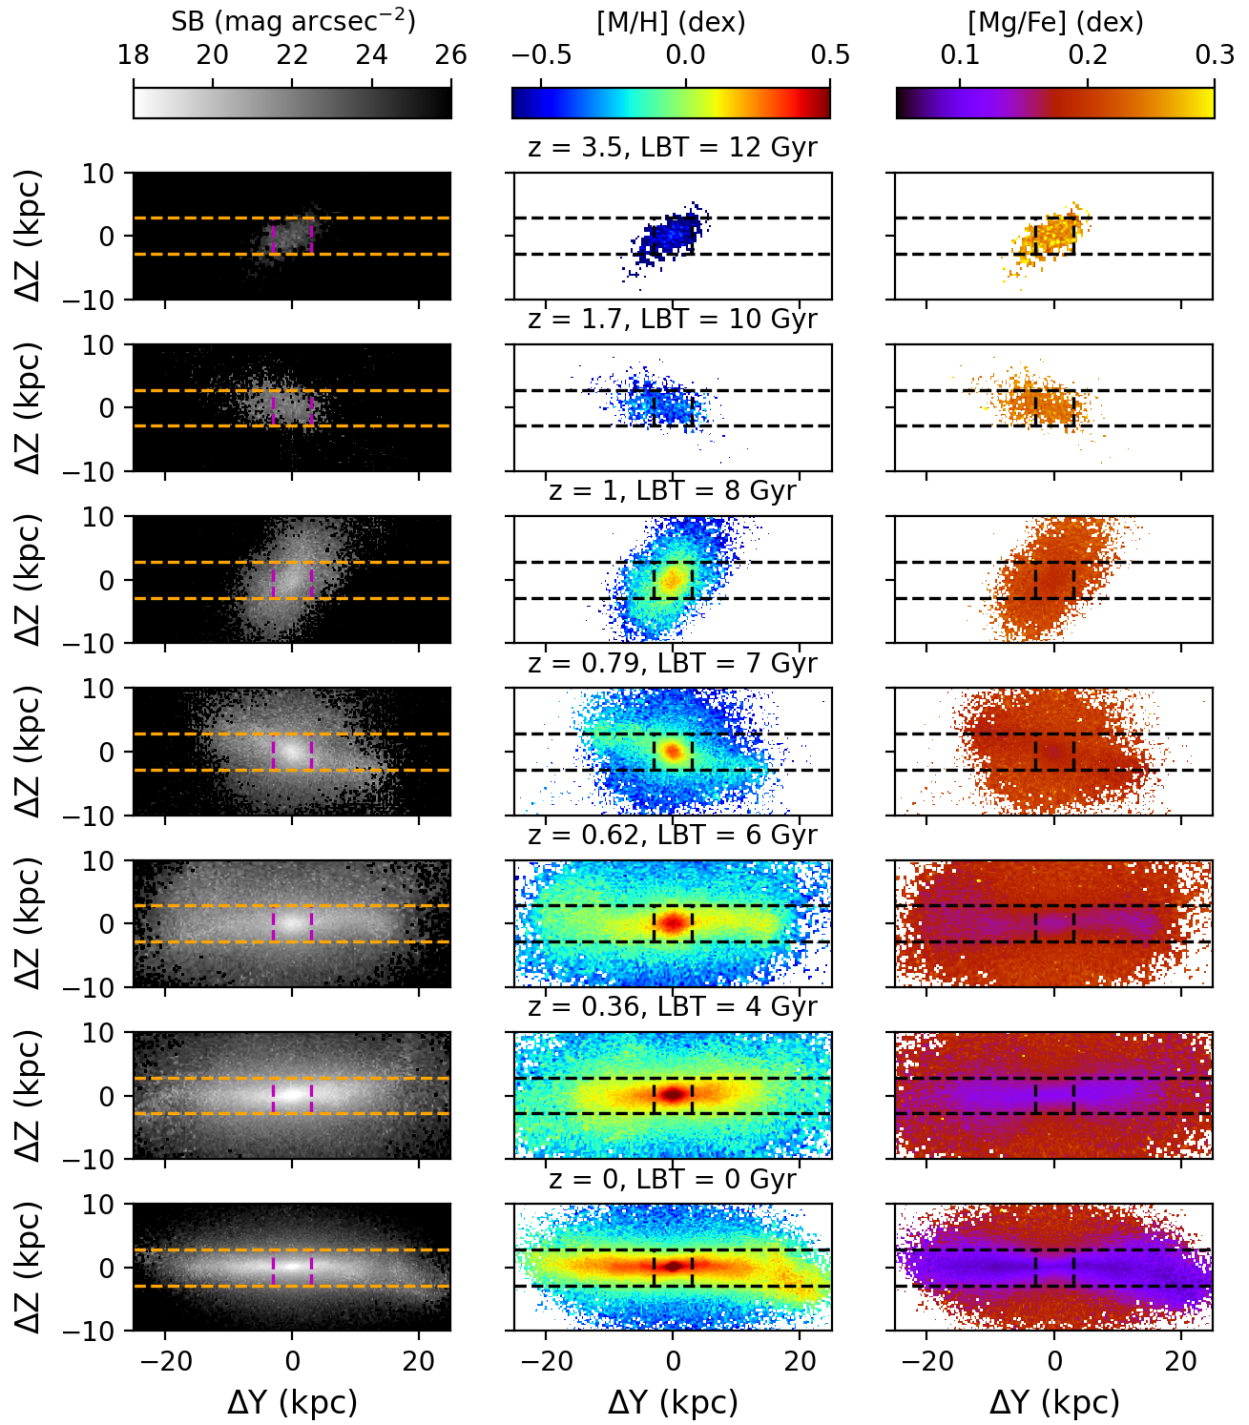 SB (mag arcsec⁻²) [M/H] (dex) [Mg/Fe] (dex)
18 20 22 24 26 −0.5 0.0 0.5 0.1 0.2 0.3
z = 3.5, LBT = 12 Gyr
10
ΔZ (kpc) 0
−10
z = 1.7, LBT = 10 Gyr
10
ΔZ (kpc) 0
−10
z = 1, LBT = 8 Gyr
10
ΔZ (kpc) 0
−10
z = 0.79, LBT = 7 Gyr
10
ΔZ (kpc) 0
−10
z = 0.62, LBT = 6 Gyr
10
ΔZ (kpc) 0
−10
z = 0.36, LBT = 4 Gyr
10
ΔZ (kpc) 0
−10
z = 0, LBT = 0 Gyr
10
ΔZ (kpc) 0
−10
−20 0 20 −20 0 20 −20 0 20
ΔY (kpc) ΔY (kpc) ΔY (kpc)